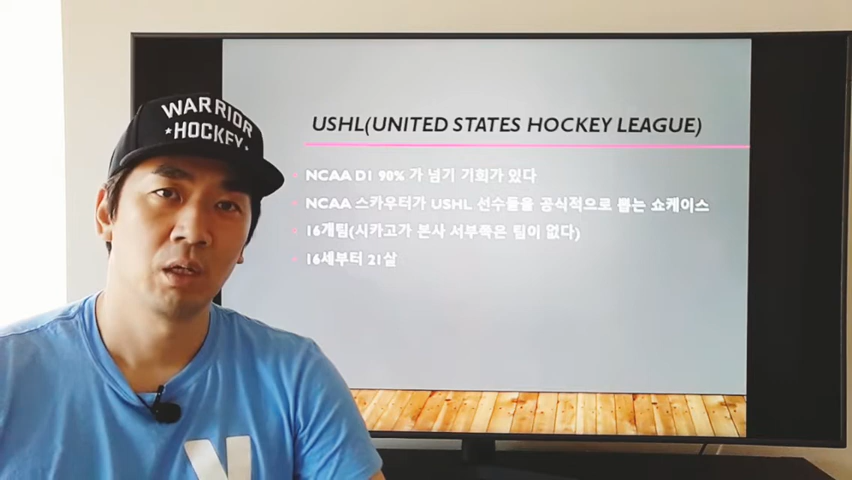 WARRIOR
HOCKEY
USHL(UNITED STATES HOCKEY LEAGUE)
NCAA D1 90% 가 넘기 기회가 있다
NCAA 스카우터가 USHL 선수들을 공식적으로 뽑는 쇼케이스
16개팀(시카고가 본사 서부쪽은 팀이 없다)
16세부터 21살